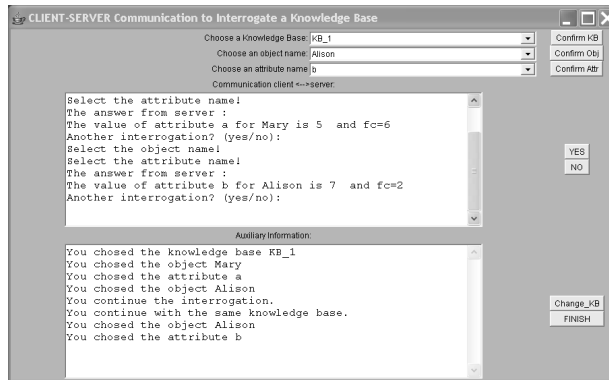 CLIENT-SERVER Communication to Interrogate a Knowledge Base
Choose a Knowledge Base: KB_1 Confirm KB
Choose an object name: Alison Confirm Obj
Choose an attribute name b Confirm Attr
Communication client <--»server:
Select the attribute name!
The answer from server :
The value of attribute a for Mary is 5 and fc=6
Another interrogation? (yes/no):
Select the object name!
Select the attribute name!
The answer from server :
The value of attribute b for Alison is 7 and fc=2
Another interrogation? (yes/no):
YES
NO
Auxiliary Information:
You chosed the knowledge base KB_1
You chosed the object Mary
You chosed the attribute a
You chosed the object Alison
You continue the interrogation.
You continue with the same knowledge base.
You chosed the object Alison
You chosed the attribute b
Change_KB
FINISH